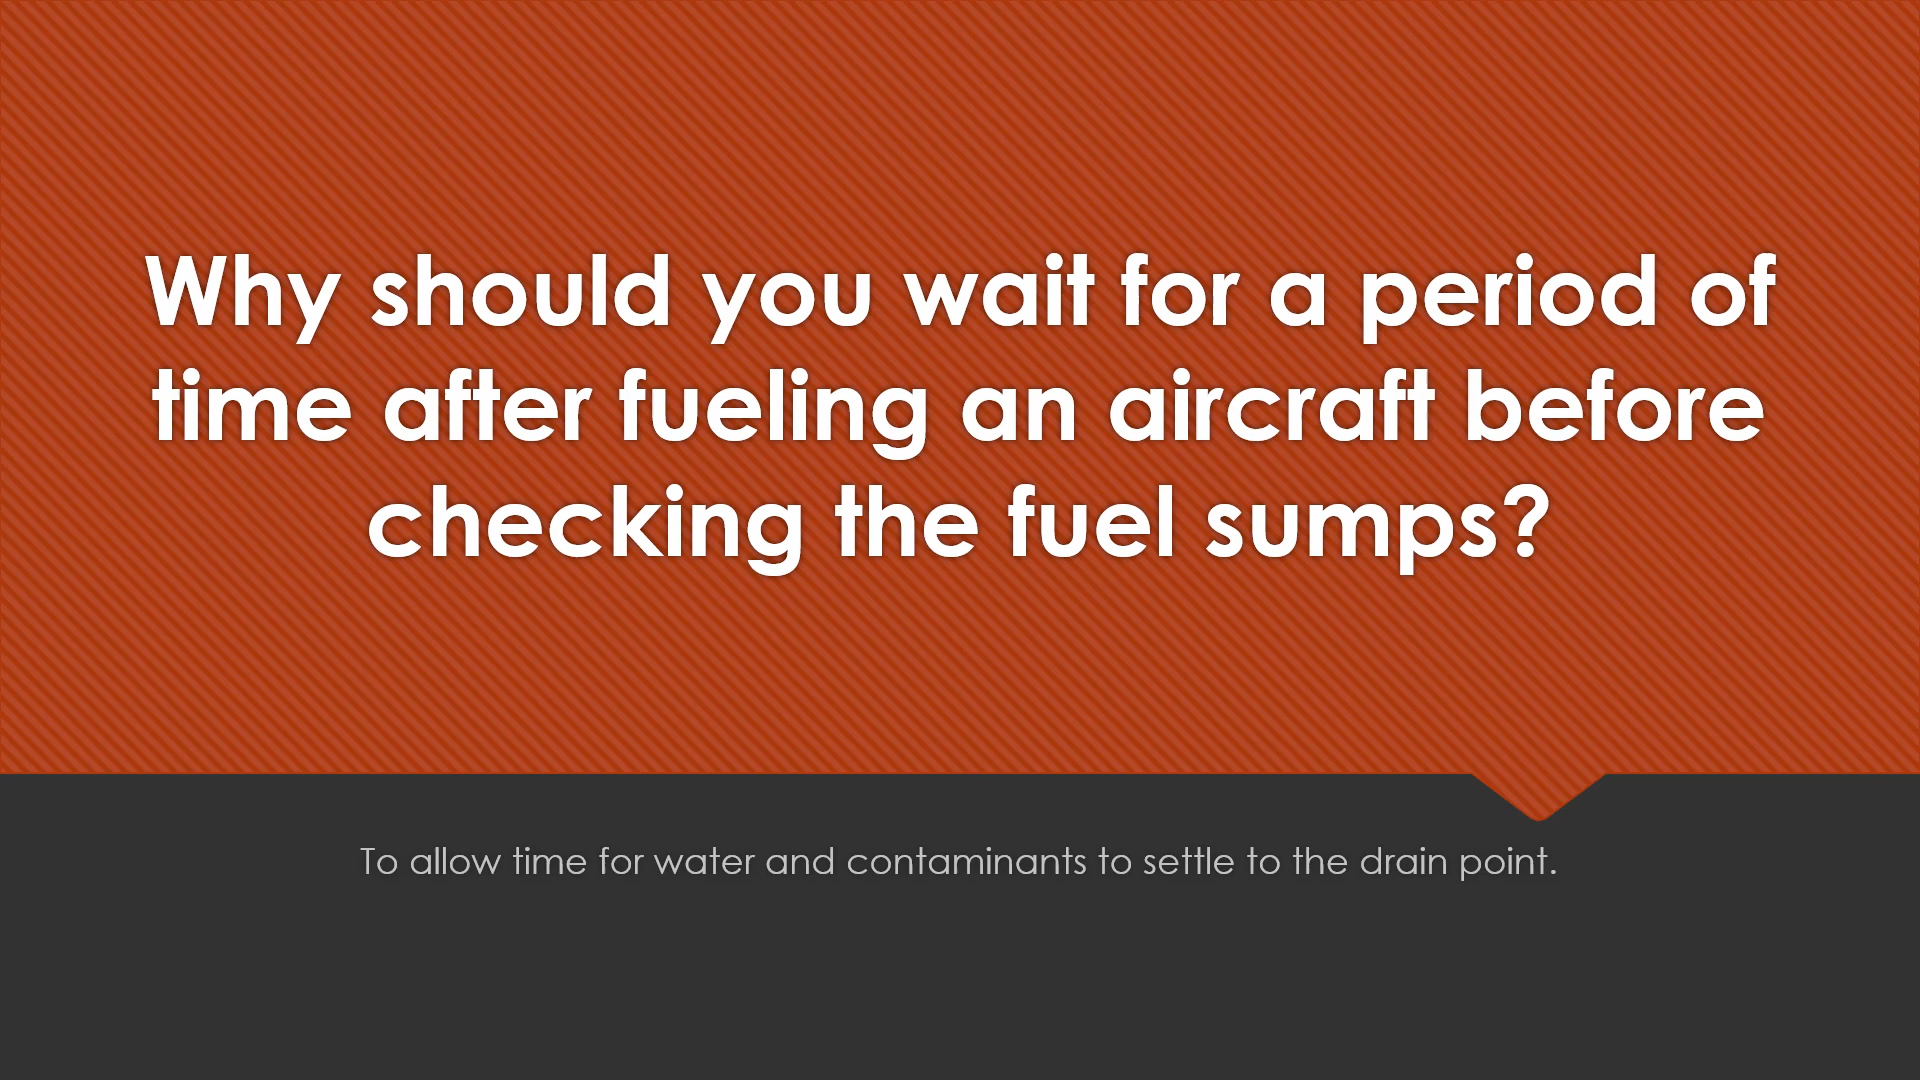 Why should you wait for a period of
time after fueling an aircraft before
checking the fuel sumps?
To allow time for water and contaminants to settle to the drain point.